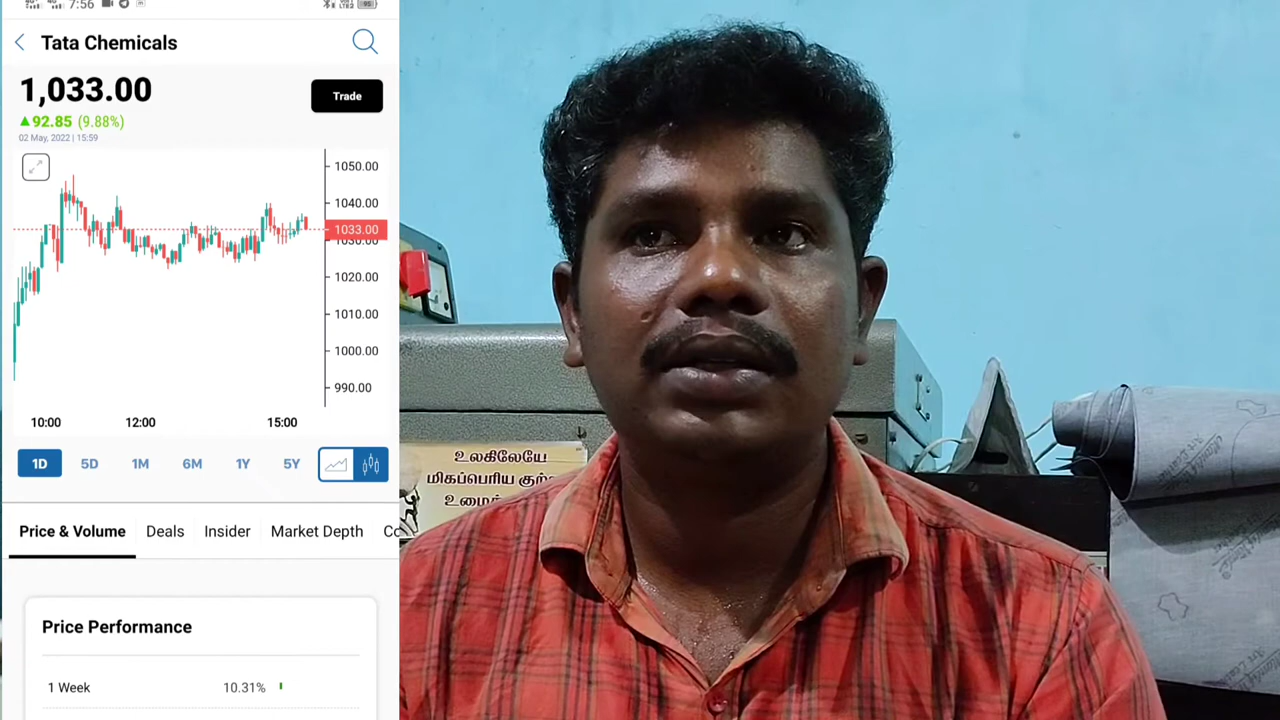 7:56
Tata Chemicals
1,033.00
Trade
▲92.85 (9.88%)
02 May, 2022 | 15:59
1050.00
1040.00
1033.00
1030.00
1020.00
1010.00
1000.00
990.00
10:00 12:00 15:00
1D 5D 1M 6M 1Y 5Y
Price & Volume Deals Insider Market Depth
Price Performance
1 Week 10.31%
உலகிலேயே
மிகப்பெரிய